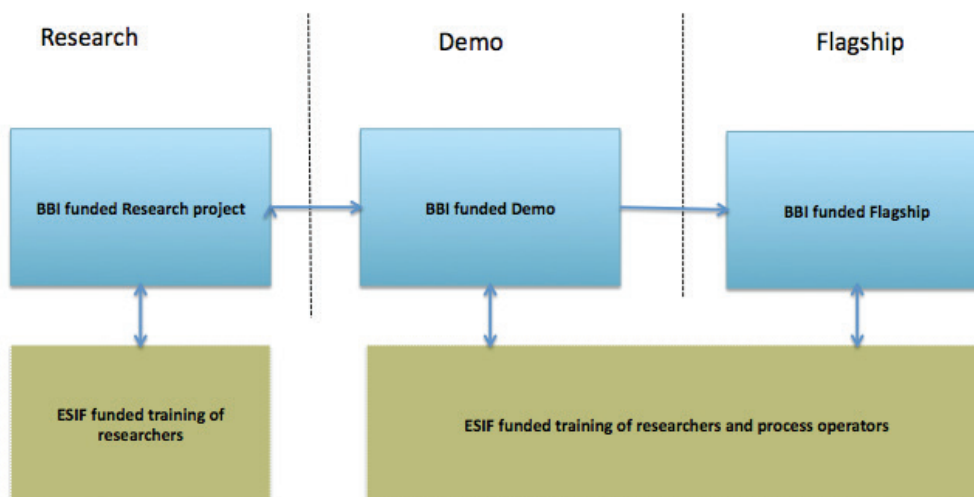 Research
Demo
Flagship
BBI funded Research project
BBI funded Demo
BBI funded Flagship
ESIF funded training of
researchers
ESIF funded training of researchers and process operators